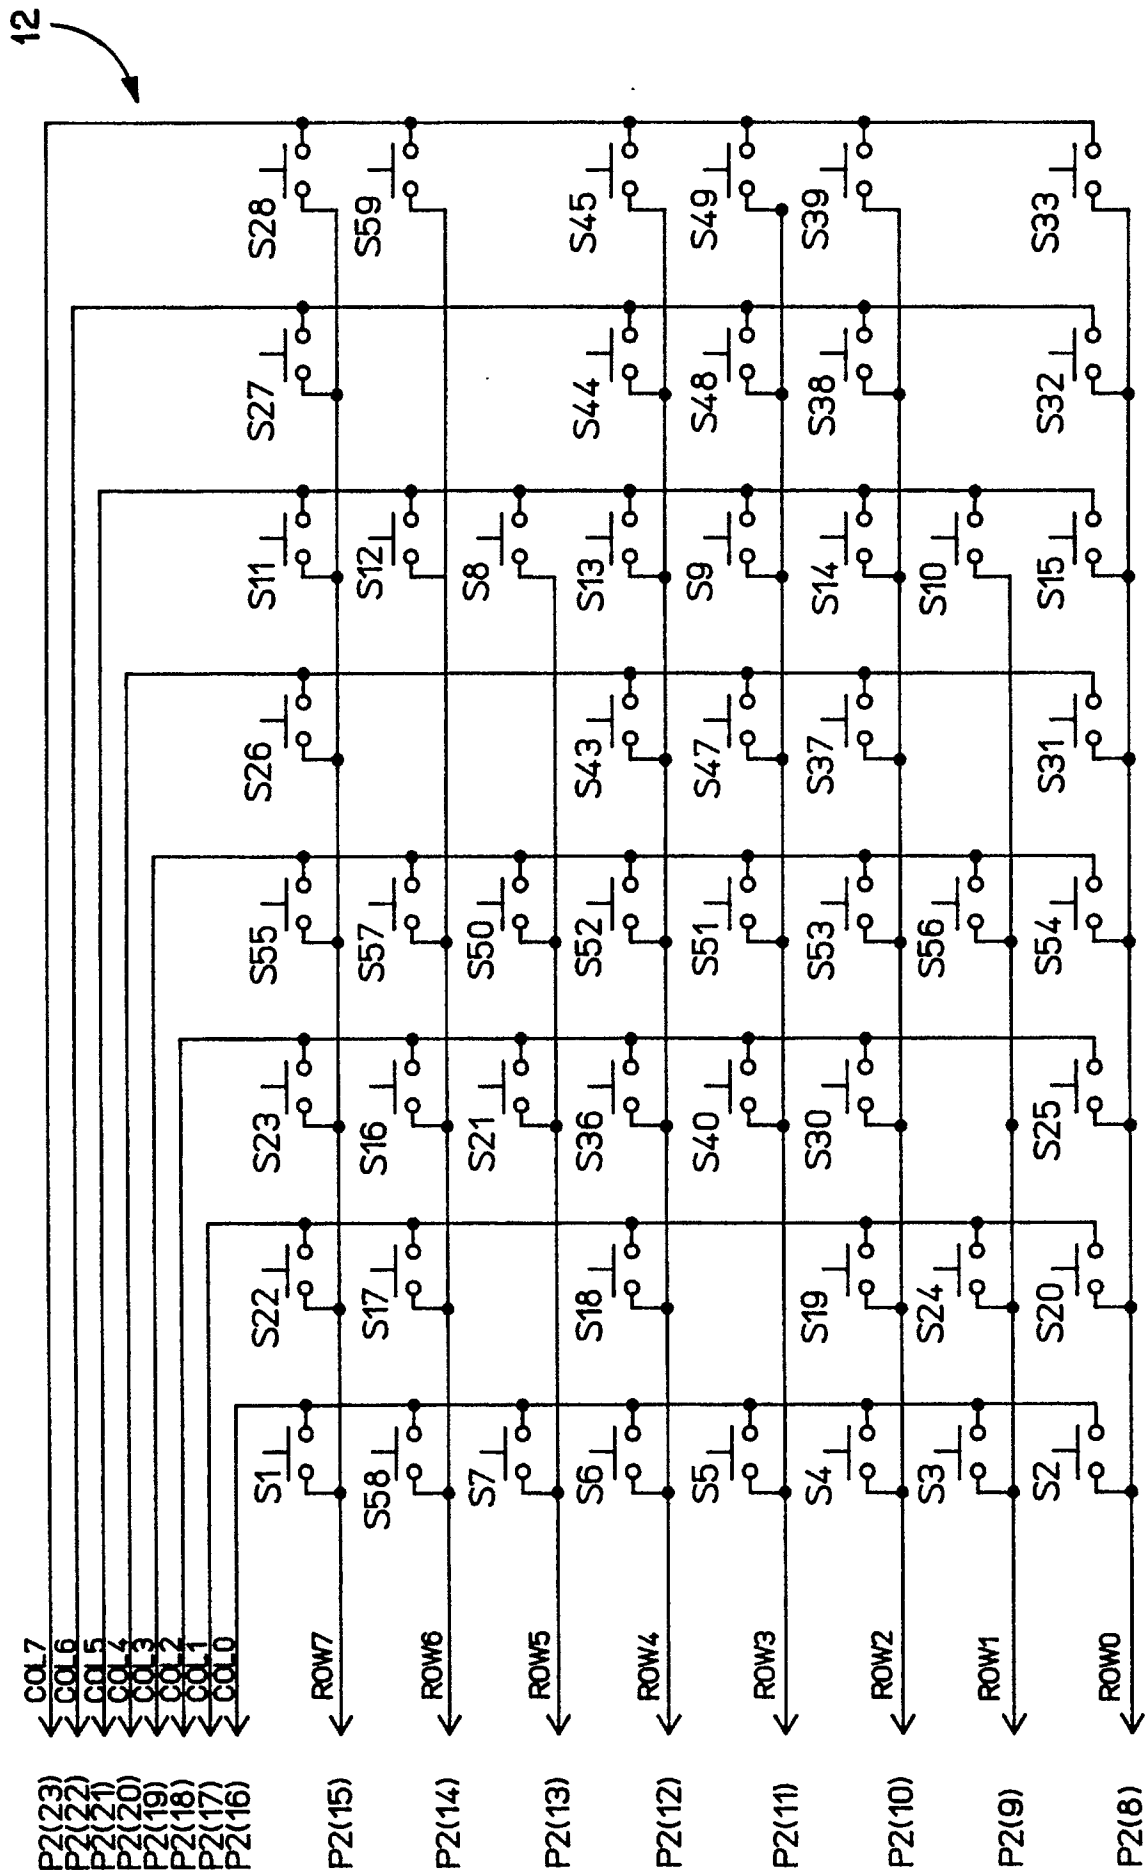 12
P2(23) COL7
P2(22) COL6
P2(21) COL5
P2(20) COL4
P2(19) COL3
P2(18) COL2
P2(17) COL1
P2(16) COL0
S1 S22 S23 S55 S26 S11 S27 S28
P2(15) ROW7
S58 S17 S16 S57 S12 S59
P2(14) ROW6
S7 S21 S50 S8
P2(13) ROW5
S6 S18 S36 S52 S43 S13 S44 S45
P2(12) ROW4
S5 S40 S51 S47 S9 S48 S49
P2(11) ROW3
S4 S19 S30 S53 S37 S14 S38 S39
P2(10) ROW2
S3 S24 S56 S10
P2(9) ROW1
S2 S20 S25 S54 S31 S15 S32 S33
P2(8) ROW0